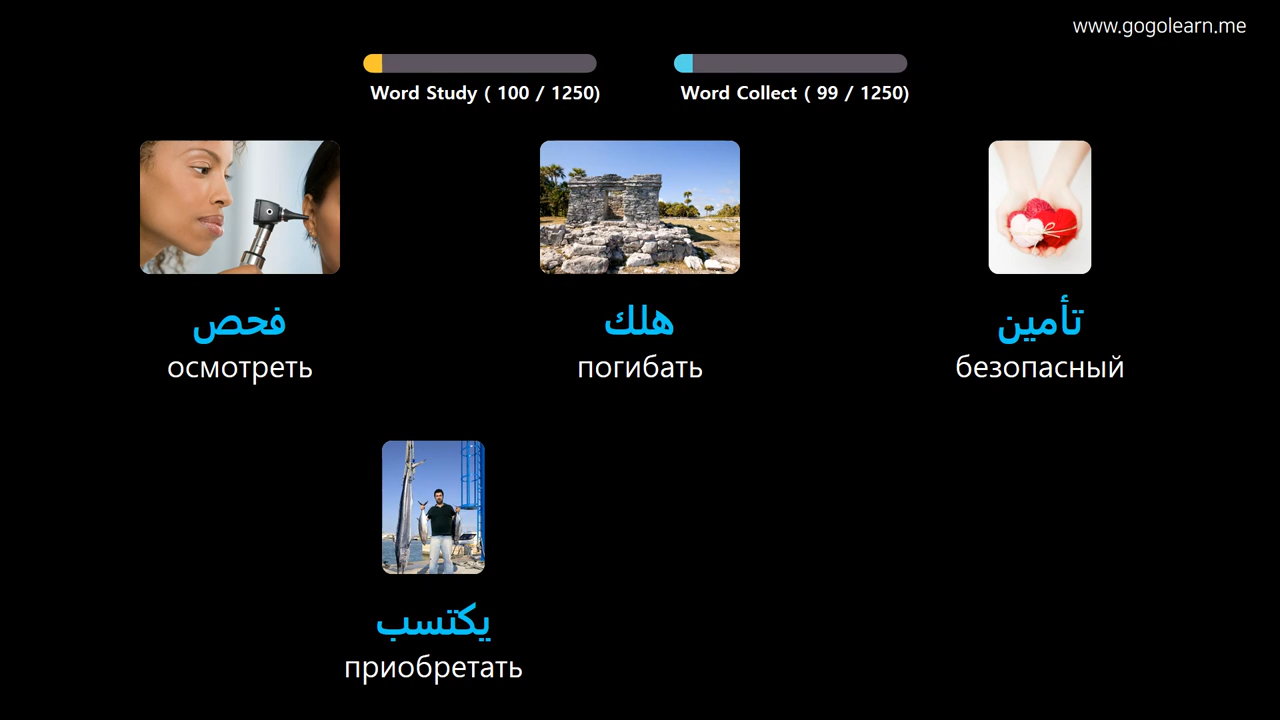 www.gogolearn.me
Word Study ( 100 / 1250)
Word Collect ( 99 / 1250)
فحص
осмотреть
هلك
погибать
تأمين
безопасный
يكتسب
приобретать